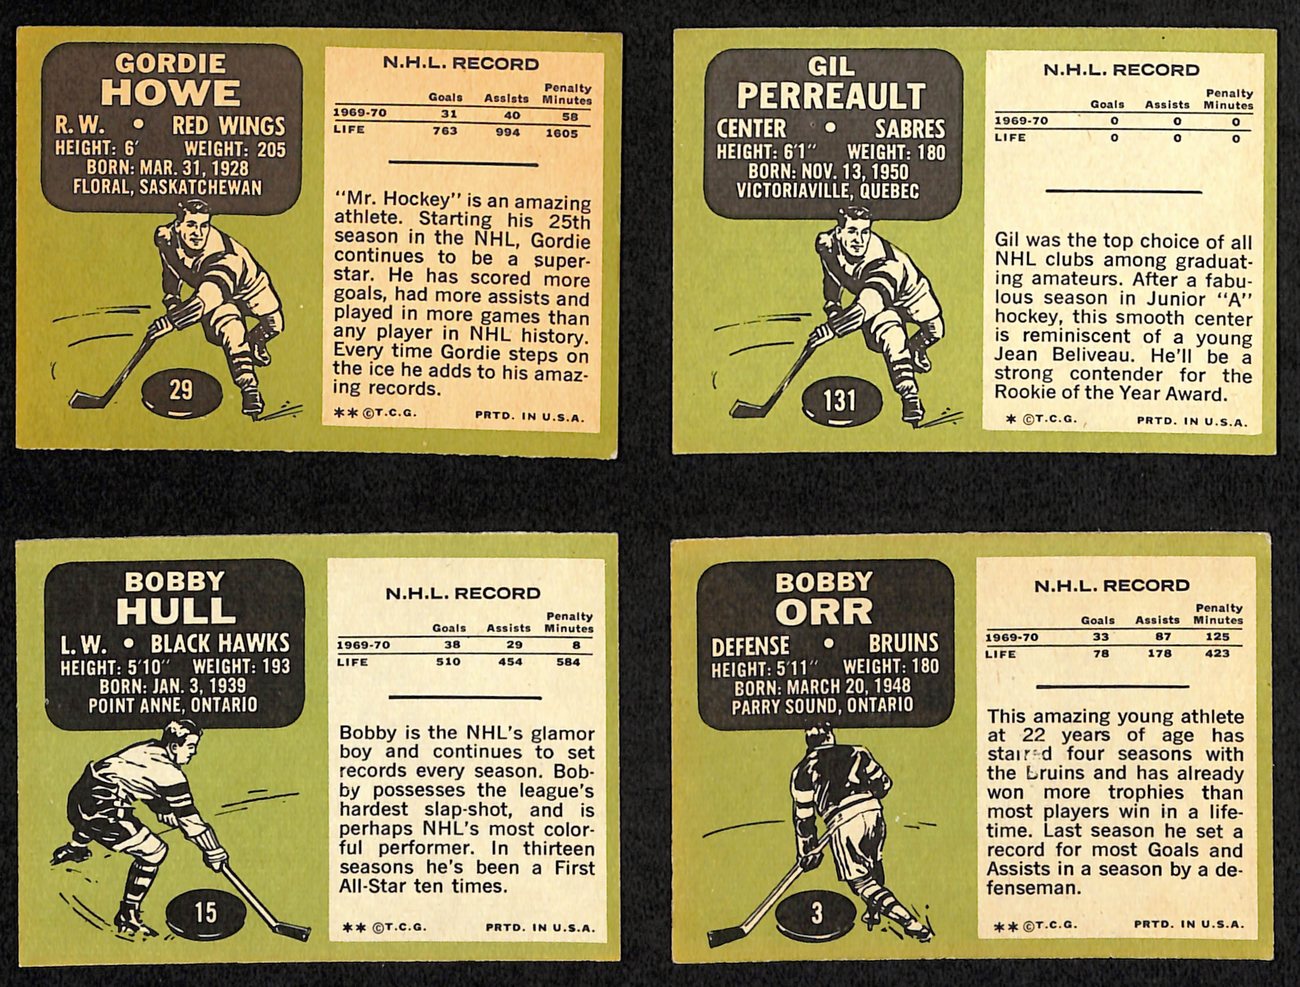 GORDIE
HOWE
R.W. • RED WINGS
HEIGHT: 6' WEIGHT: 205
BORN: MAR. 31, 1928
FLORAL, SASKATCHEWAN
29
N.H.L. RECORD
Goals Assists Penalty Minutes
1969-70 31 40 58
LIFE 763 994 1605
"Mr. Hockey" is an amazing
athlete. Starting his 25th
season in the NHL, Gordie
continues to be a super-
star. He has scored more
goals, had more assists and
played in more games than
any player in NHL history.
Every time Gordie steps on
the ice he adds to his amaz-
ing records.
** ©T.C.G. PRTD. IN U.S.A.
GIL
PERREAULT
CENTER • SABRES
HEIGHT: 6'1" WEIGHT: 180
BORN: NOV. 13, 1950
VICTORIAVILLE, QUEBEC
131
N.H.L. RECORD
Goals Assists Penalty Minutes
1969-70 0 0 0
LIFE 0 0 0
Gil was the top choice of all
NHL clubs among graduat-
ing amateurs. After a fabu-
lous season in Junior "A"
hockey, this smooth center
is reminiscent of a young
Jean Beliveau. He'll be a
strong contender for the
Rookie of the Year Award.
* ©T.C.G. PRTD. IN U.S.A.
BOBBY
HULL
L.W. • BLACK HAWKS
HEIGHT: 5'10" WEIGHT: 193
BORN: JAN. 3, 1939
POINT ANNE, ONTARIO
15
N.H.L. RECORD
Goals Assists Penalty Minutes
1969-70 38 29 8
LIFE 510 454 584
Bobby is the NHL's glamor
boy and continues to set
records every season. Bob-
by possesses the league's
hardest slap-shot, and is
perhaps NHL's most color-
ful performer. In thirteen
seasons he's been a First
All-Star ten times.
** ©T.C.G. PRTD. IN U.S.A.
BOBBY
ORR
DEFENSE • BRUINS
HEIGHT: 5'11" WEIGHT: 180
BORN: MARCH 20, 1948
PARRY SOUND, ONTARIO
3
N.H.L. RECORD
Goals Assists Penalty Minutes
1969-70 33 87 125
LIFE 78 178 423
This amazing young athlete
at 22 years of age has
starred four seasons with
the Bruins and has already
won more trophies than
most players win in a life-
time. Last season he set a
record for most Goals and
Assists in a season by a de-
fenseman.
** ©T.C.G. PRTD. IN U.S.A.